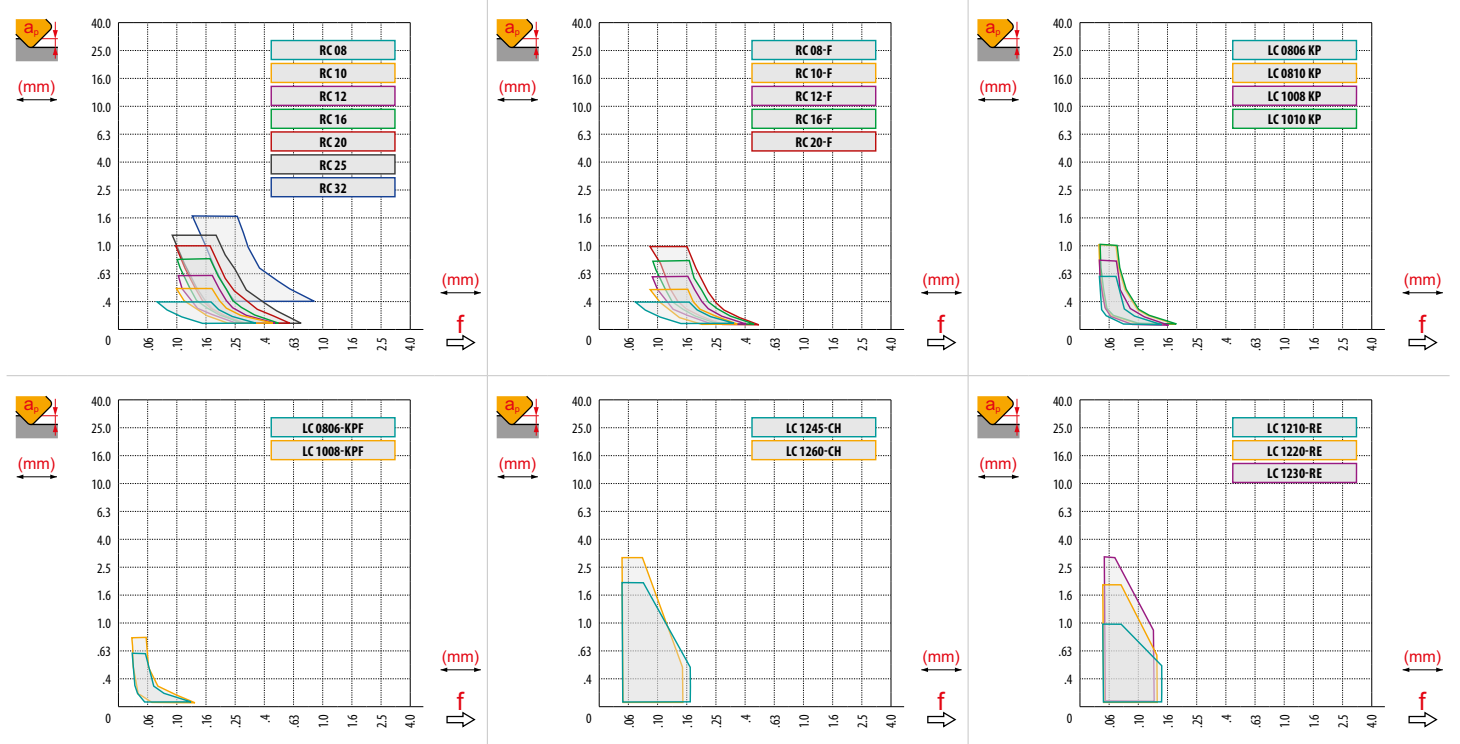 ap
(mm)
40.0
25.0
16.0
10.0
6.3
4.0
2.5
1.6
1.0
.63
.4
0
RC 08
RC 10
RC 12
RC 16
RC 20
RC 25
RC 32
.06 .10 .16 .25 .4 .63 1.0 1.6 2.5 4.0
(mm)
f
ap
(mm)
40.0
25.0
16.0
10.0
6.3
4.0
2.5
1.6
1.0
.63
.4
0
RC 08-F
RC 10-F
RC 12-F
RC 16-F
RC 20-F
.06 .10 .16 .25 .4 .63 1.0 1.6 2.5 4.0
(mm)
f
ap
(mm)
40.0
25.0
16.0
10.0
6.3
4.0
2.5
1.6
1.0
.63
.4
0
LC 0806 KP
LC 0810 KP
LC 1008 KP
LC 1010 KP
.06 .10 .16 .25 .4 .63 1.0 1.6 2.5 4.0
(mm)
f
ap
(mm)
40.0
25.0
16.0
10.0
6.3
4.0
2.5
1.6
1.0
.63
.4
0
LC 0806-KPF
LC 1008-KPF
.06 .10 .16 .25 .4 .63 1.0 1.6 2.5 4.0
(mm)
f
ap
(mm)
40.0
25.0
16.0
10.0
6.3
4.0
2.5
1.6
1.0
.63
.4
0
LC 1245-CH
LC 1260-CH
.06 .10 .16 .25 .4 .63 1.0 1.6 2.5 4.0
(mm)
f
ap
(mm)
40.0
25.0
16.0
10.0
6.3
4.0
2.5
1.6
1.0
.63
.4
0
LC 1210-RE
LC 1220-RE
LC 1230-RE
.06 .10 .16 .25 .4 .63 1.0 1.6 2.5 4.0
(mm)
f